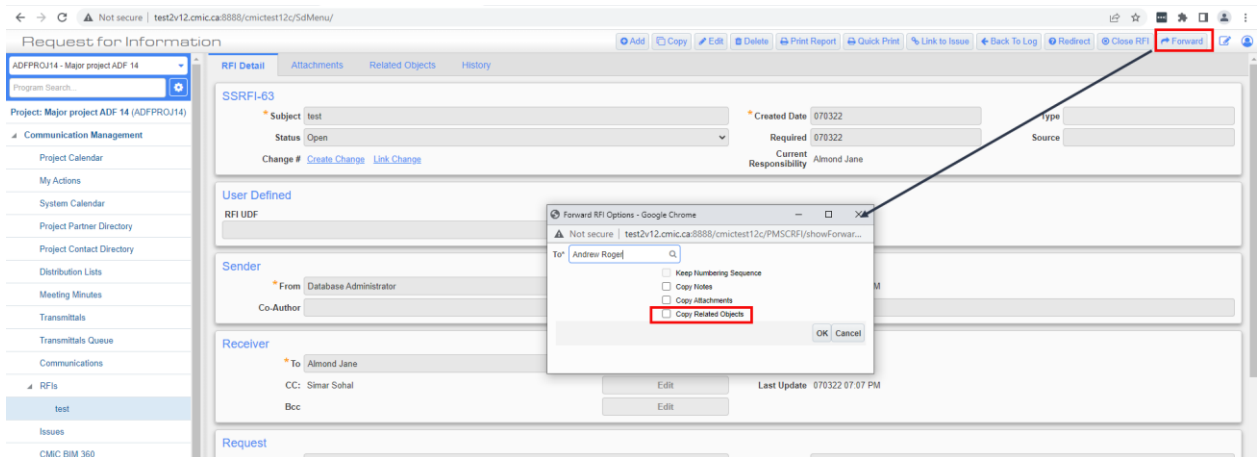 Not secure | test2v12.cmic.ca:8888/cmictest12c/SdMenu/
Request for Information
Add Copy Edit Delete Print Report Quick Print Link to Issue Back To Log Redirect Close RFI Forward
ADFPROJ14 - Major project ADF 14
Program Search...
Project: Major project ADF 14 (ADFPROJ14)
Communication Management
Project Calendar
My Actions
System Calendar
Project Partner Directory
Project Contact Directory
Distribution Lists
Meeting Minutes
Transmittals
Transmittals Queue
Communications
RFIs
test
Issues
CMiC BIM 360
RFI Detail Attachments Related Objects History
SSRFI-63
* Subject test * Created Date 070322 Type
Status Open Required 070322 Source
Change # Create Change Link Change Current Responsibility Almond Jane
User Defined
RFI UDF
Sender
* From Database Administrator
Co-Author
Receiver
* To Almond Jane
CC: Simar Sohal Edit Last Update 070322 07:07 PM
Bcc Edit
Request
Forward RFI Options - Google Chrome
Not secure | test2v12.cmic.ca:8888/cmictest12c/PMSCRFI/showForwar...
To* Andrew Roger
Keep Numbering Sequence
Copy Notes
Copy Attachments
Copy Related Objects
OK Cancel